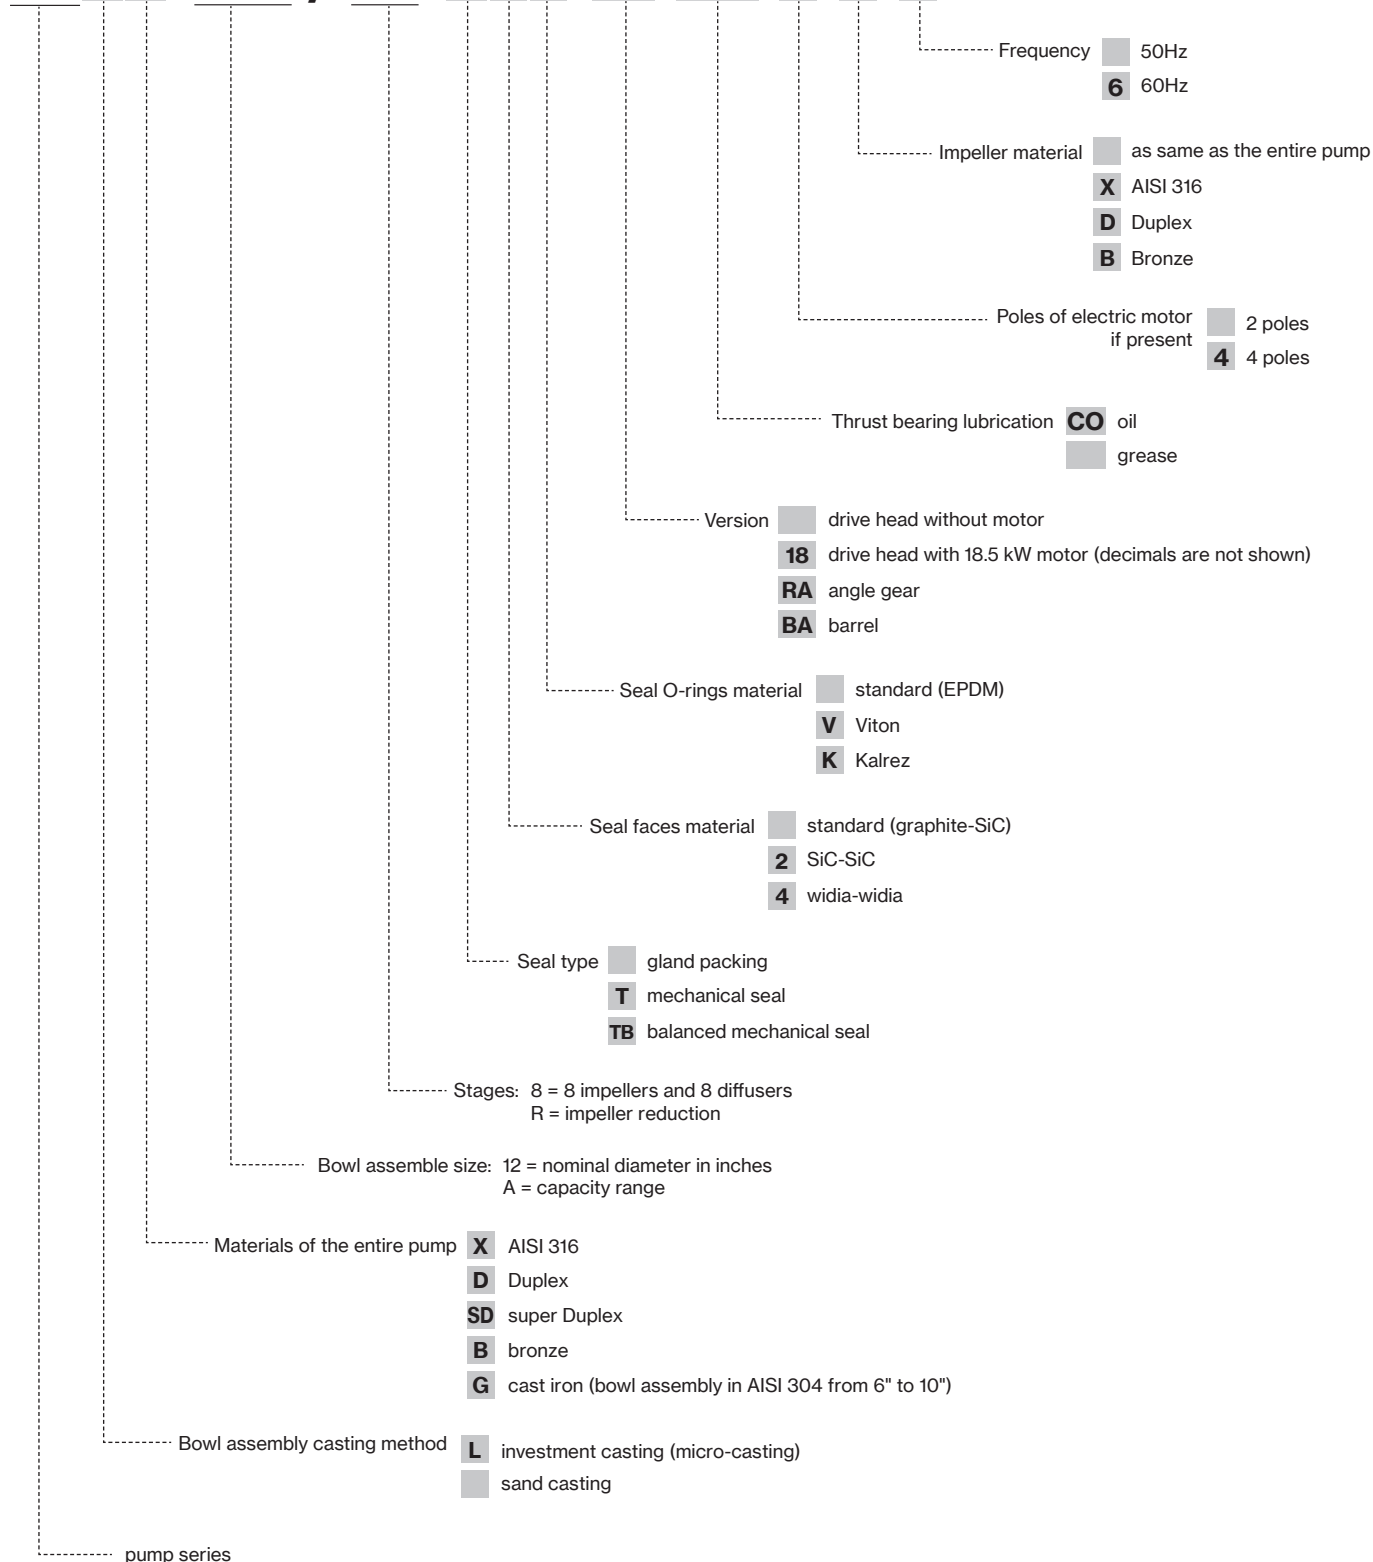 Frequency 50Hz
6 60Hz
Impeller material as same as the entire pump
X AISI 316
D Duplex
B Bronze
Poles of electric motor
if present
2 poles
4 4 poles
Thrust bearing lubrication CO oil
grease
Version drive head without motor
18 drive head with 18.5 kW motor (decimals are not shown)
RA angle gear
BA barrel
Seal O-rings material standard (EPDM)
V Viton
K Kalrez
Seal faces material standard (graphite-SiC)
2 SiC-SiC
4 widia-widia
Seal type gland packing
T mechanical seal
TB balanced mechanical seal
Stages: 8 = 8 impellers and 8 diffusers
R = impeller reduction
Bowl assemble size: 12 = nominal diameter in inches
A = capacity range
Materials of the entire pump X AISI 316
D Duplex
SD super Duplex
B bronze
G cast iron (bowl assembly in AISI 304 from 6" to 10")
Bowl assembly casting method L investment casting (micro-casting)
sand casting
pump series